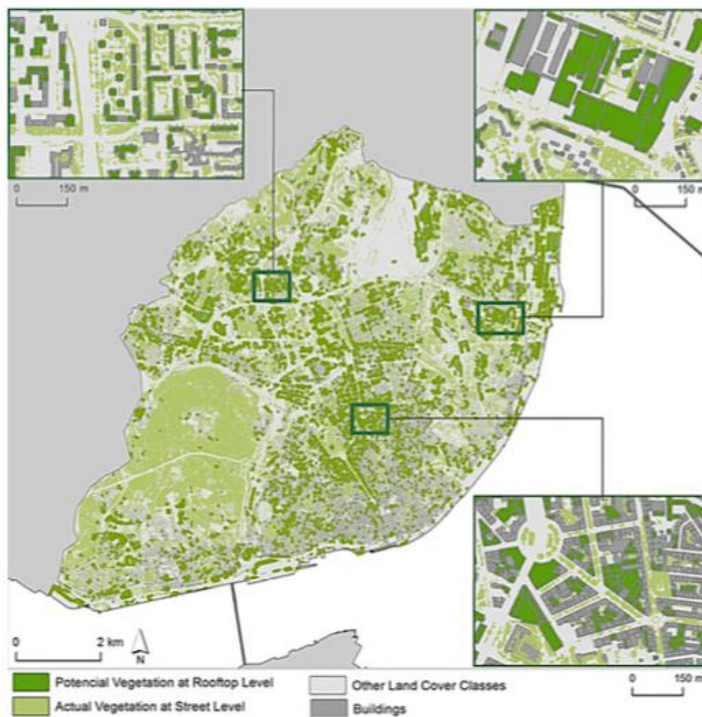 0 150 m
0 150 m
0 2 km
N
0 150 m
Potencial Vegetation at Rooftop Level
Actual Vegetation at Street Level
Other Land Cover Classes
Buildings